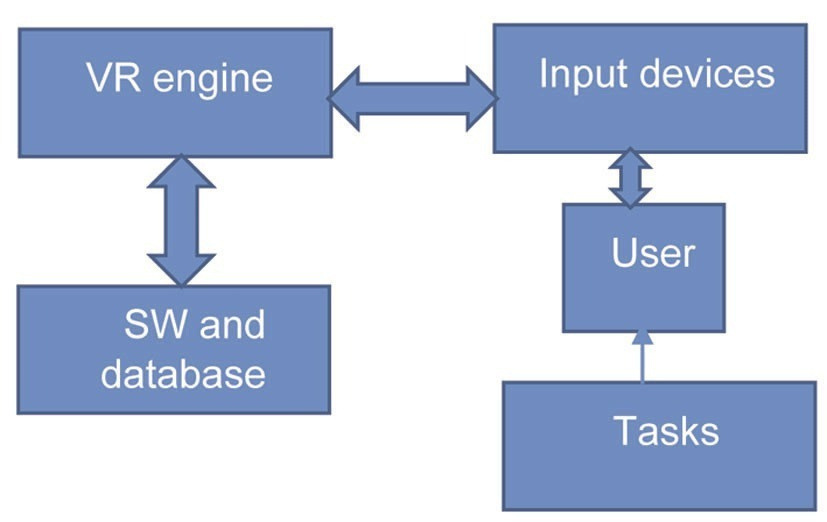 VR engine
Input devices
User
SW and
database
Tasks